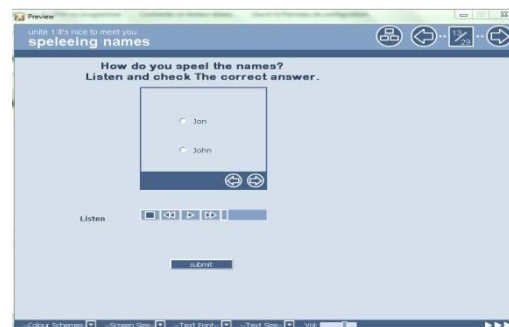 Preview
unite 1 it's nice to meet you
speleeing names
13/29
How do you speel the names?
Listen and check The correct answer.
Jon
John
Listen
submit
--Colour Schemes-- --Screen Size-- --Text Font-- --Text Size-- Vol: